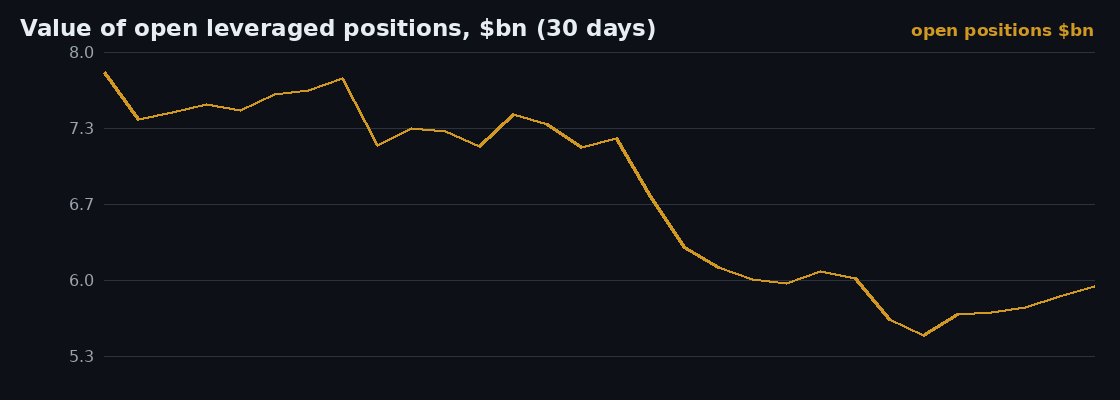 Value of open leveraged positions, $bn (30 days)
open positions $bn
8.0
7.3
6.7
6.0
5.3